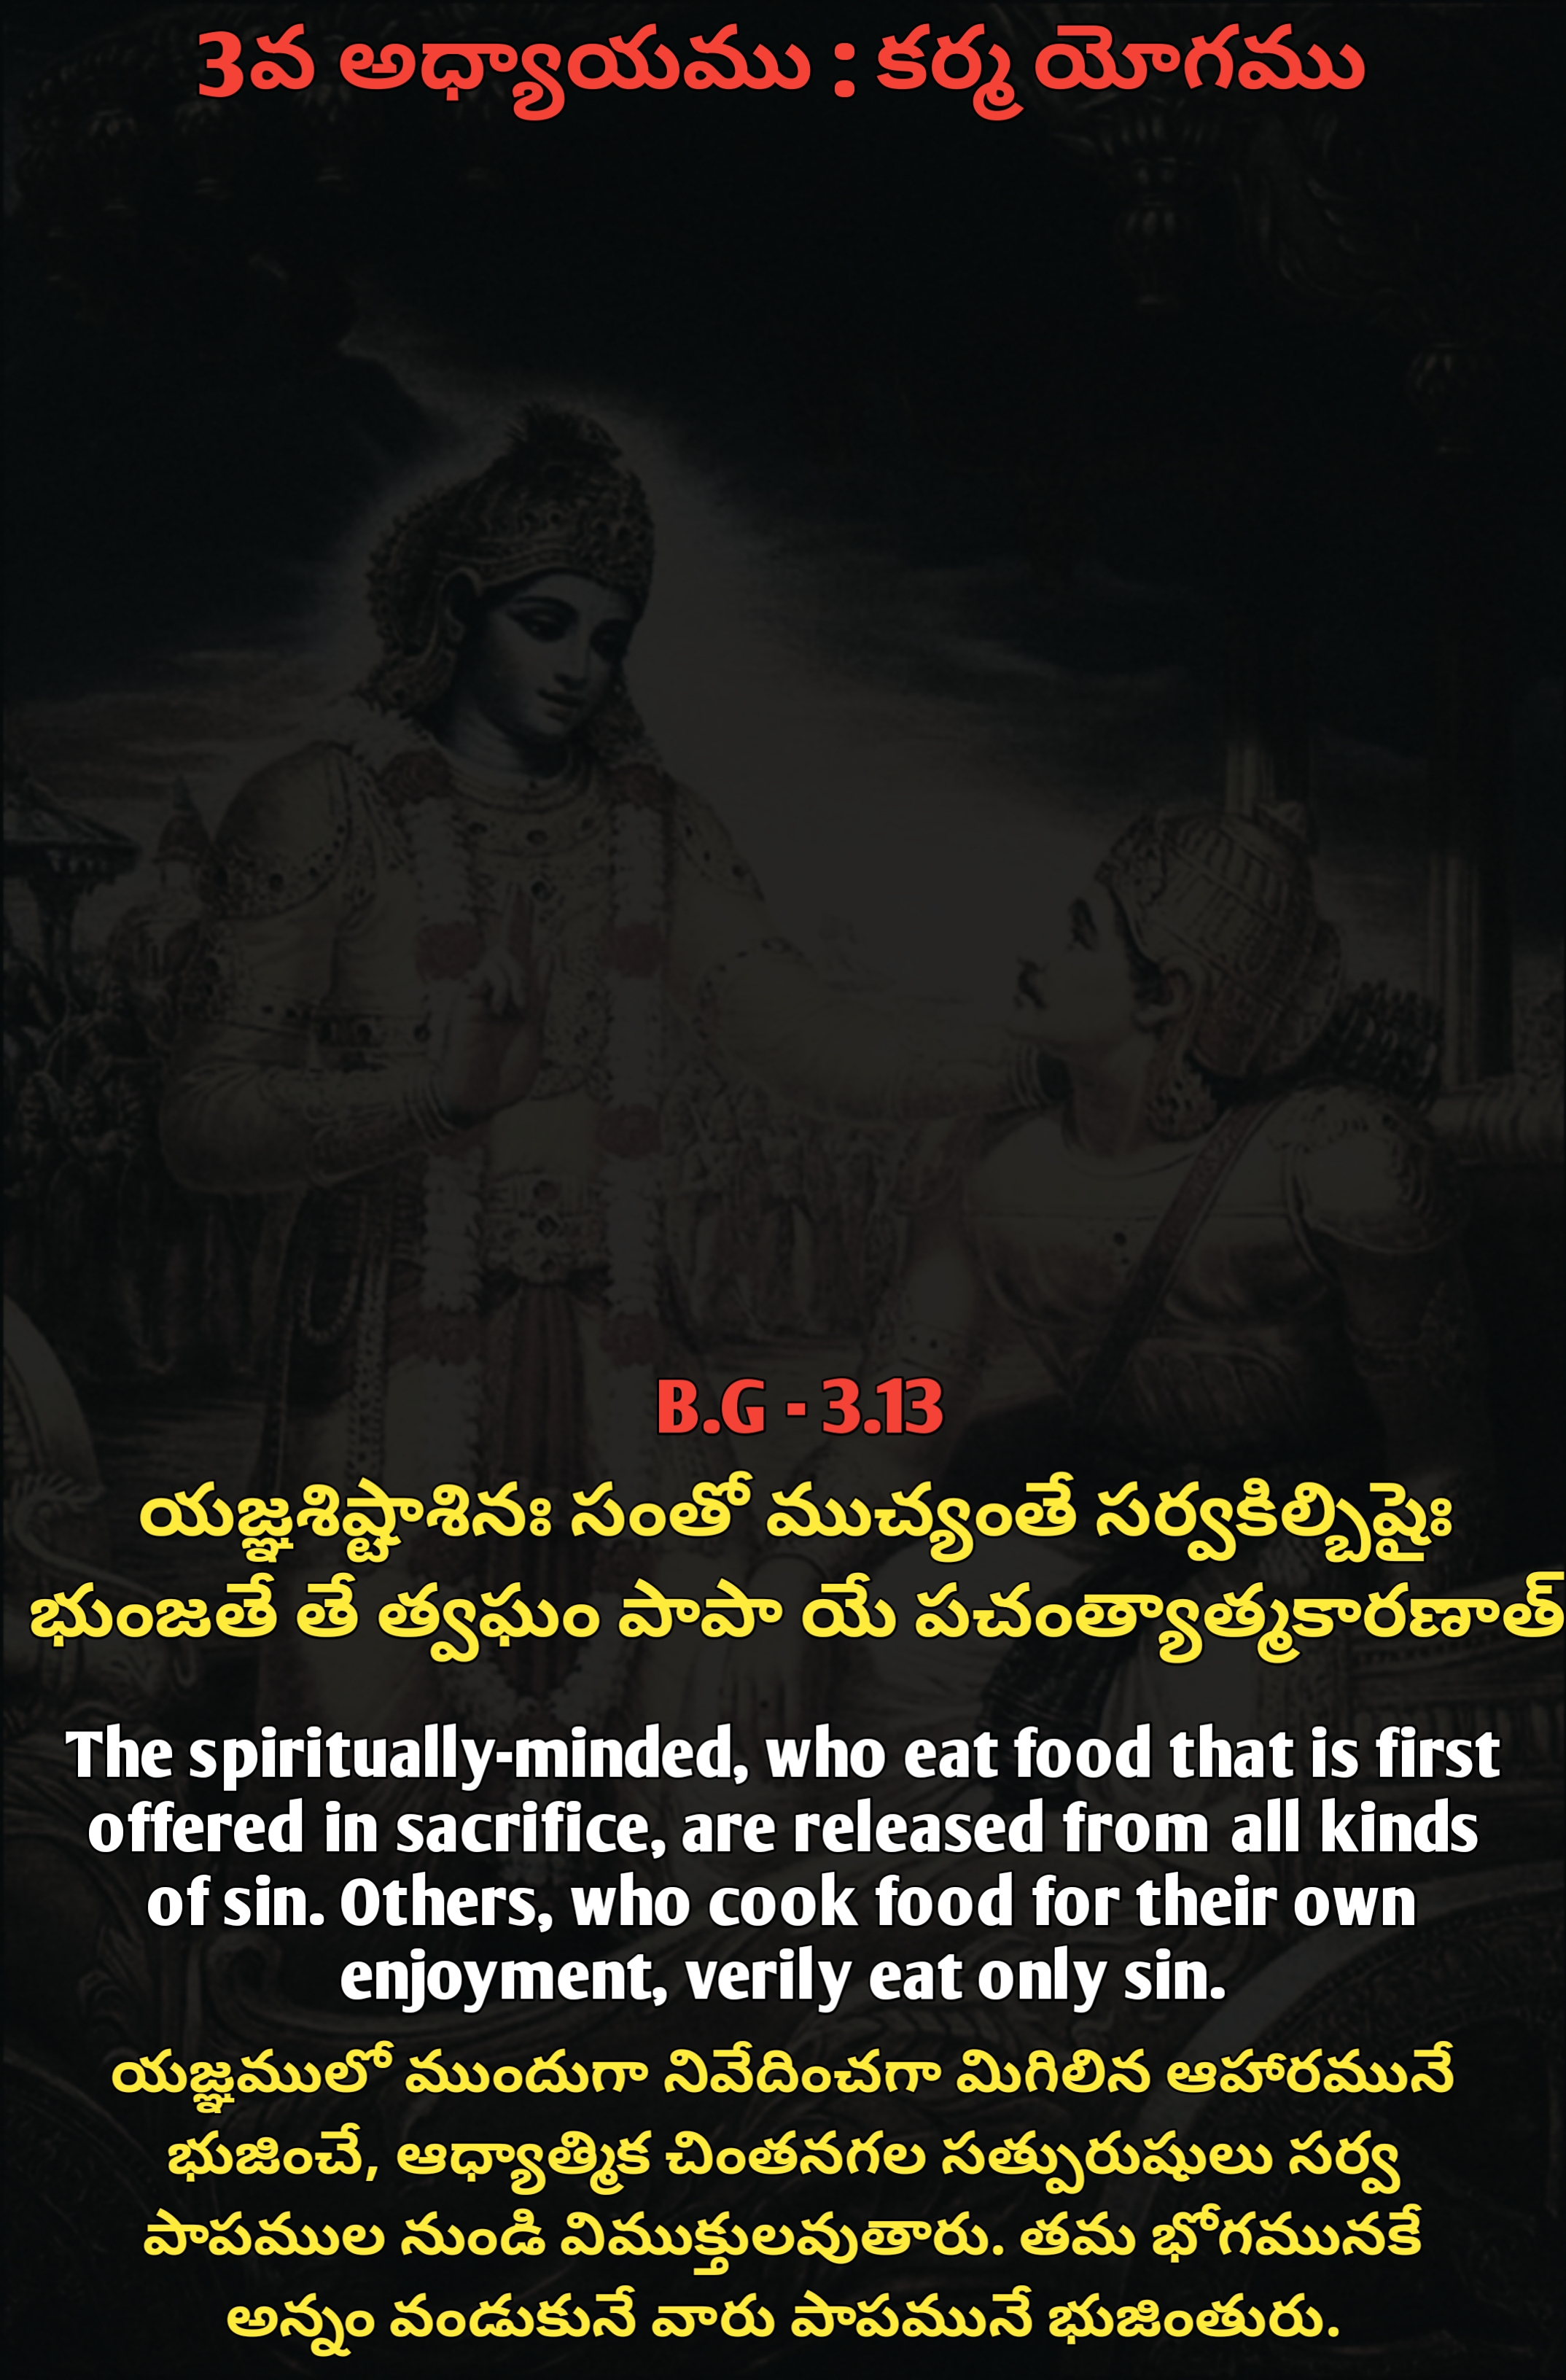 3వ అధ్యాయము : కర్మ యోగము
B.G - 3.13
యజ్ఞశిష్టాశినః సంతో ముచ్యంతే సర్వకిల్బిషైః
భుంజతే తే త్వఘం పాపా యే పచంత్యాత్మకారణాత్
The spiritually-minded, who eat food that is first
offered in sacrifice, are released from all kinds
of sin. Others, who cook food for their own
enjoyment, verily eat only sin.
యజ్ఞములో ముందుగా నివేదించగా మిగిలిన ఆహారమునే
భుజించే, ఆధ్యాత్మిక చింతనగల సత్పురుషులు సర్వ
పాపముల నుండి విముక్తులవుతారు. తమ భోగమునకే
అన్నం వండుకునే వారు పాపమునే భుజింతురు.